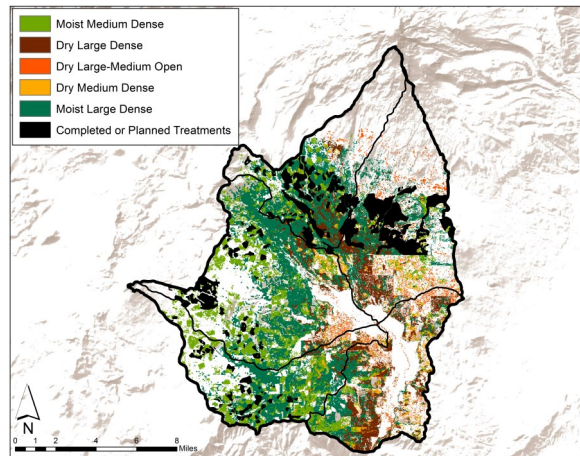 Moist Medium Dense
Dry Large Dense
Dry Large-Medium Open
Dry Medium Dense
Moist Large Dense
Completed or Planned Treatments
N
0 1 2 4 6 8
Miles